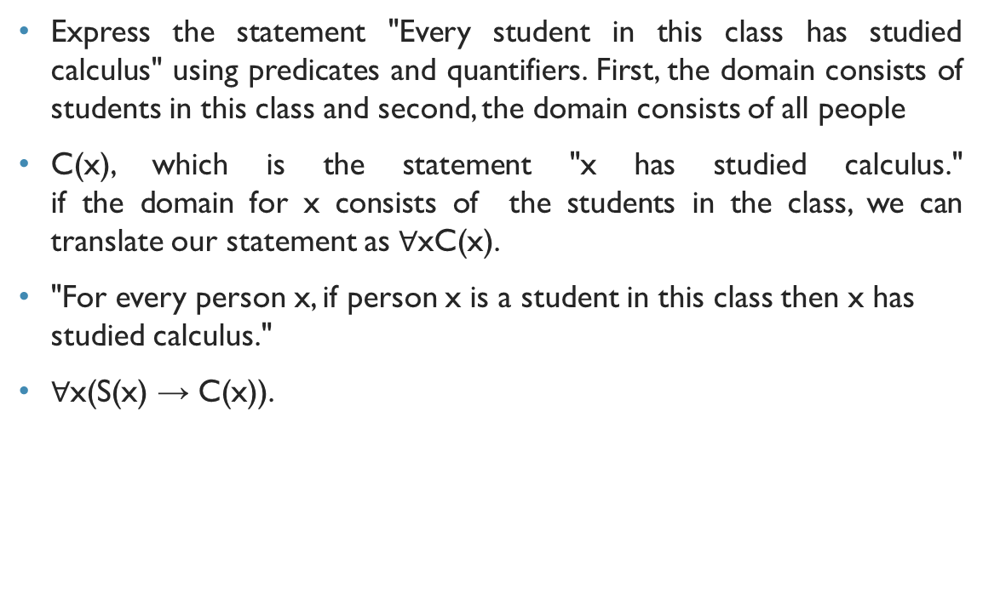 • Express the statement "Every student in this class has studied
calculus" using predicates and quantifiers. First, the domain consists of
students in this class and second, the domain consists of all people
• C(x), which is the statement "x has studied calculus."
if the domain for x consists of the students in the class, we can
translate our statement as ∀xC(x).
• "For every person x, if person x is a student in this class then x has
studied calculus."
• ∀x(S(x) → C(x)).